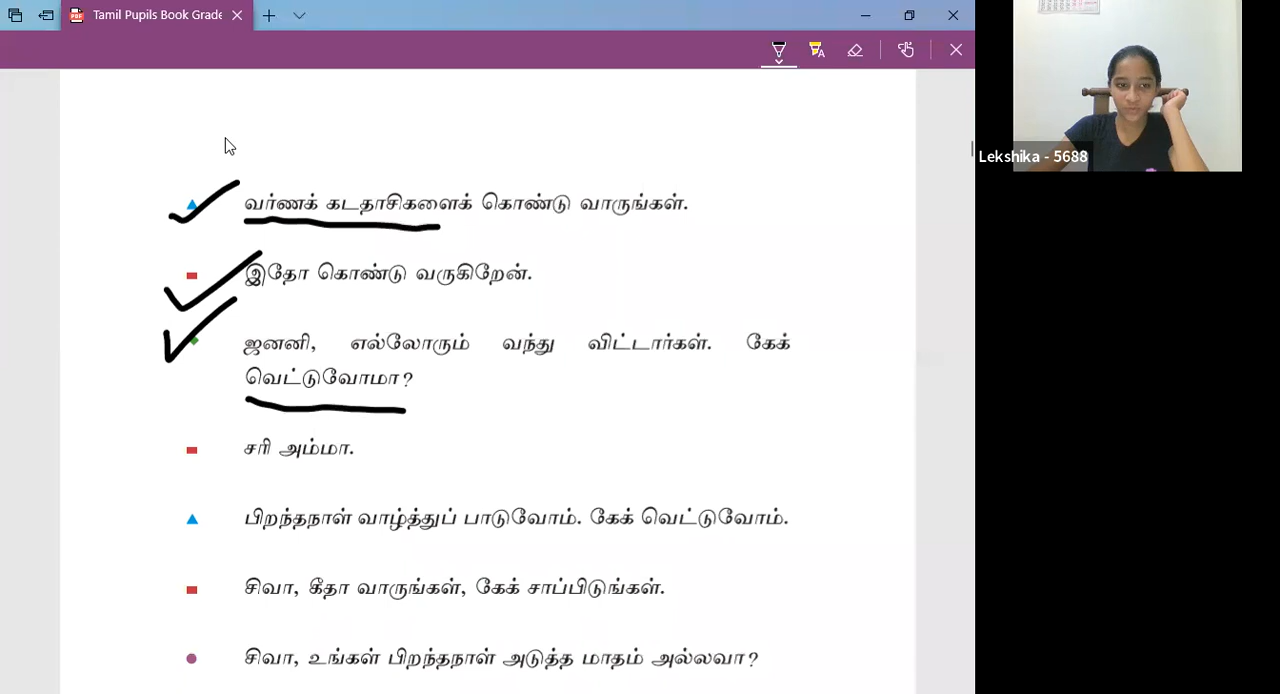 Tamil Pupils Book Grade
வர்ணக் கடதாசிகளைக் கொண்டு வாருங்கள்.
இதோ கொண்டு வருகிறேன்.
ஜனனி, எல்லோரும் வந்து விட்டார்கள். கேக்
வெட்டுவோமா?
சரி அம்மா.
பிறந்தநாள் வாழ்த்துப் பாடுவோம். கேக் வெட்டுவோம்.
சிவா, கீதா வாருங்கள், கேக் சாப்பிடுங்கள்.
சிவா, உங்கள் பிறந்தநாள் அடுத்த மாதம் அல்லவா?
Lekshika - 5688